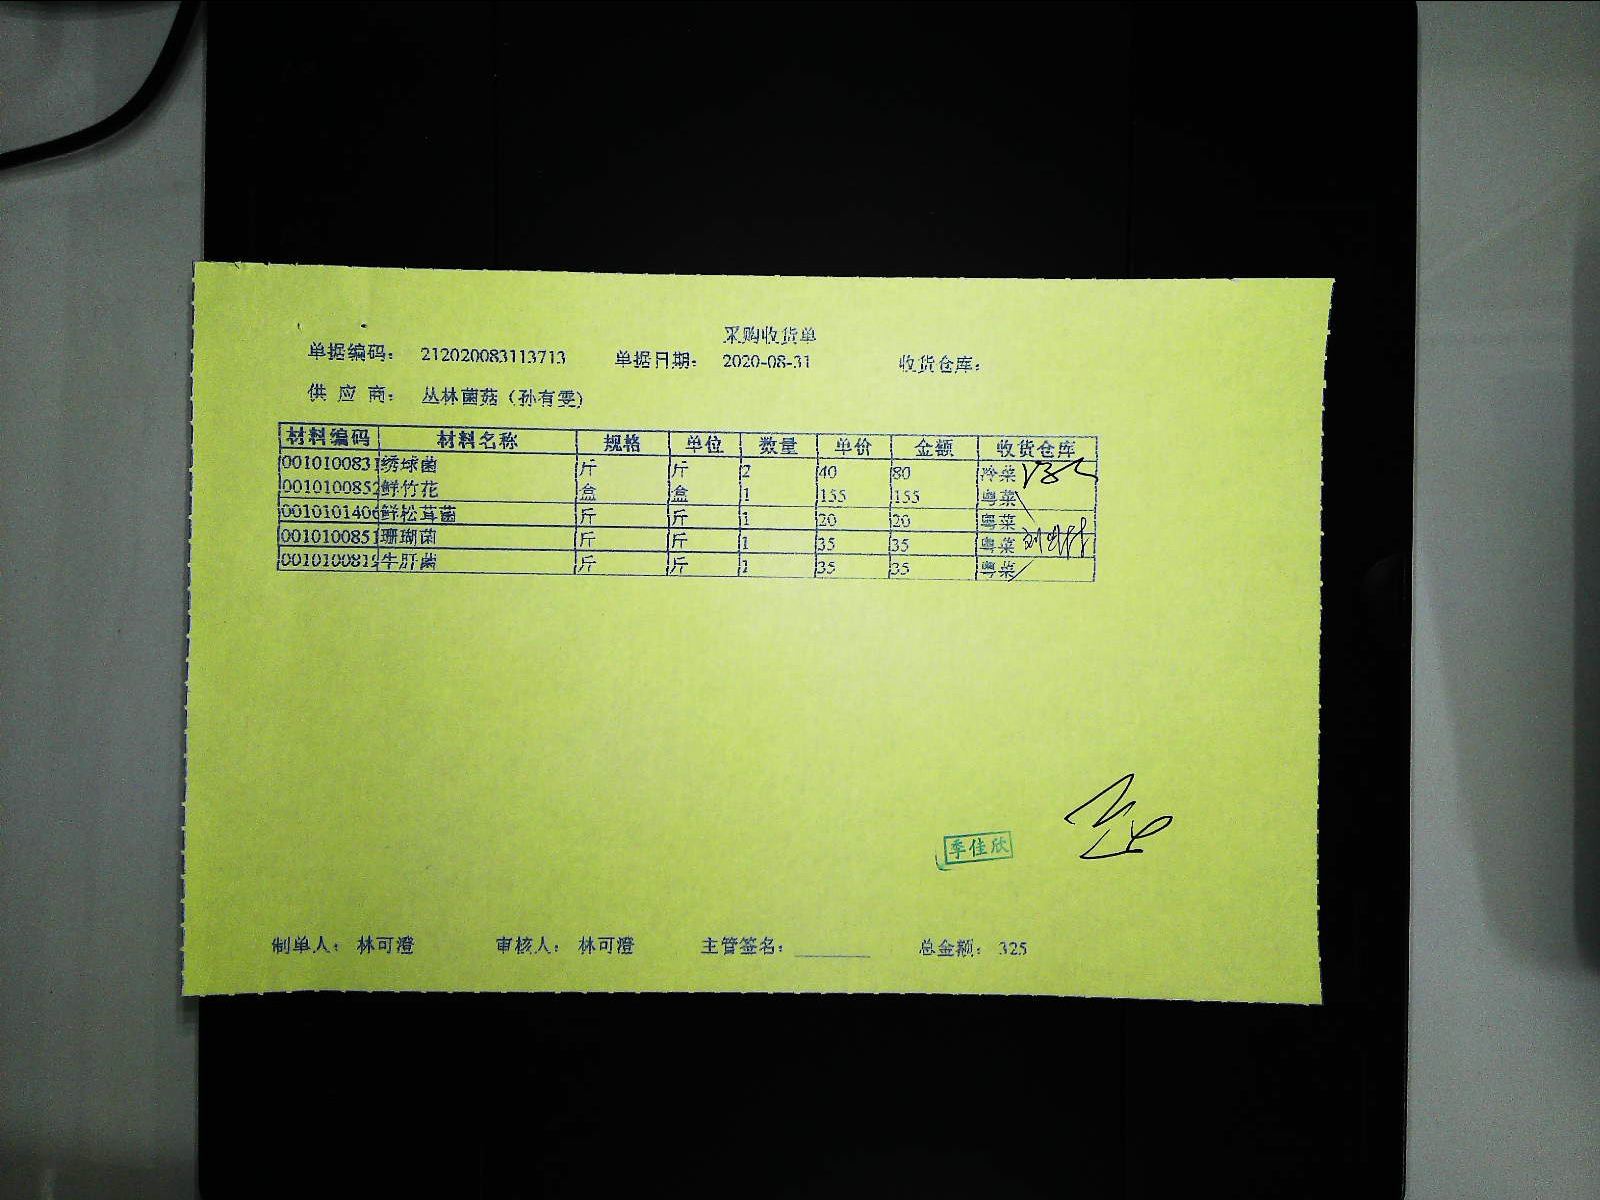 采购收货单
单据编码： 212020083113713 单据日期： 2020-08-31 收货仓库：
供 应 商： 丛林菌菇（孙有雯）
材料编码 材料名称 规格 单位 数量 单价 金额 收货仓库
0010100831 绣球菌 斤 斤 2 40 80 冷菜
0010100852 鲜竹花 盒 盒 1 155 155 粤菜
0010101406 鲜松茸菌 斤 斤 1 20 20 粤菜
0010100851 珊瑚菌 斤 斤 1 35 35 粤菜
0010100819 牛肝菌 斤 斤 1 35 35 粤菜
季佳欣
制单人： 林可澄 审核人： 林可澄 主管签名： 总金额： 325